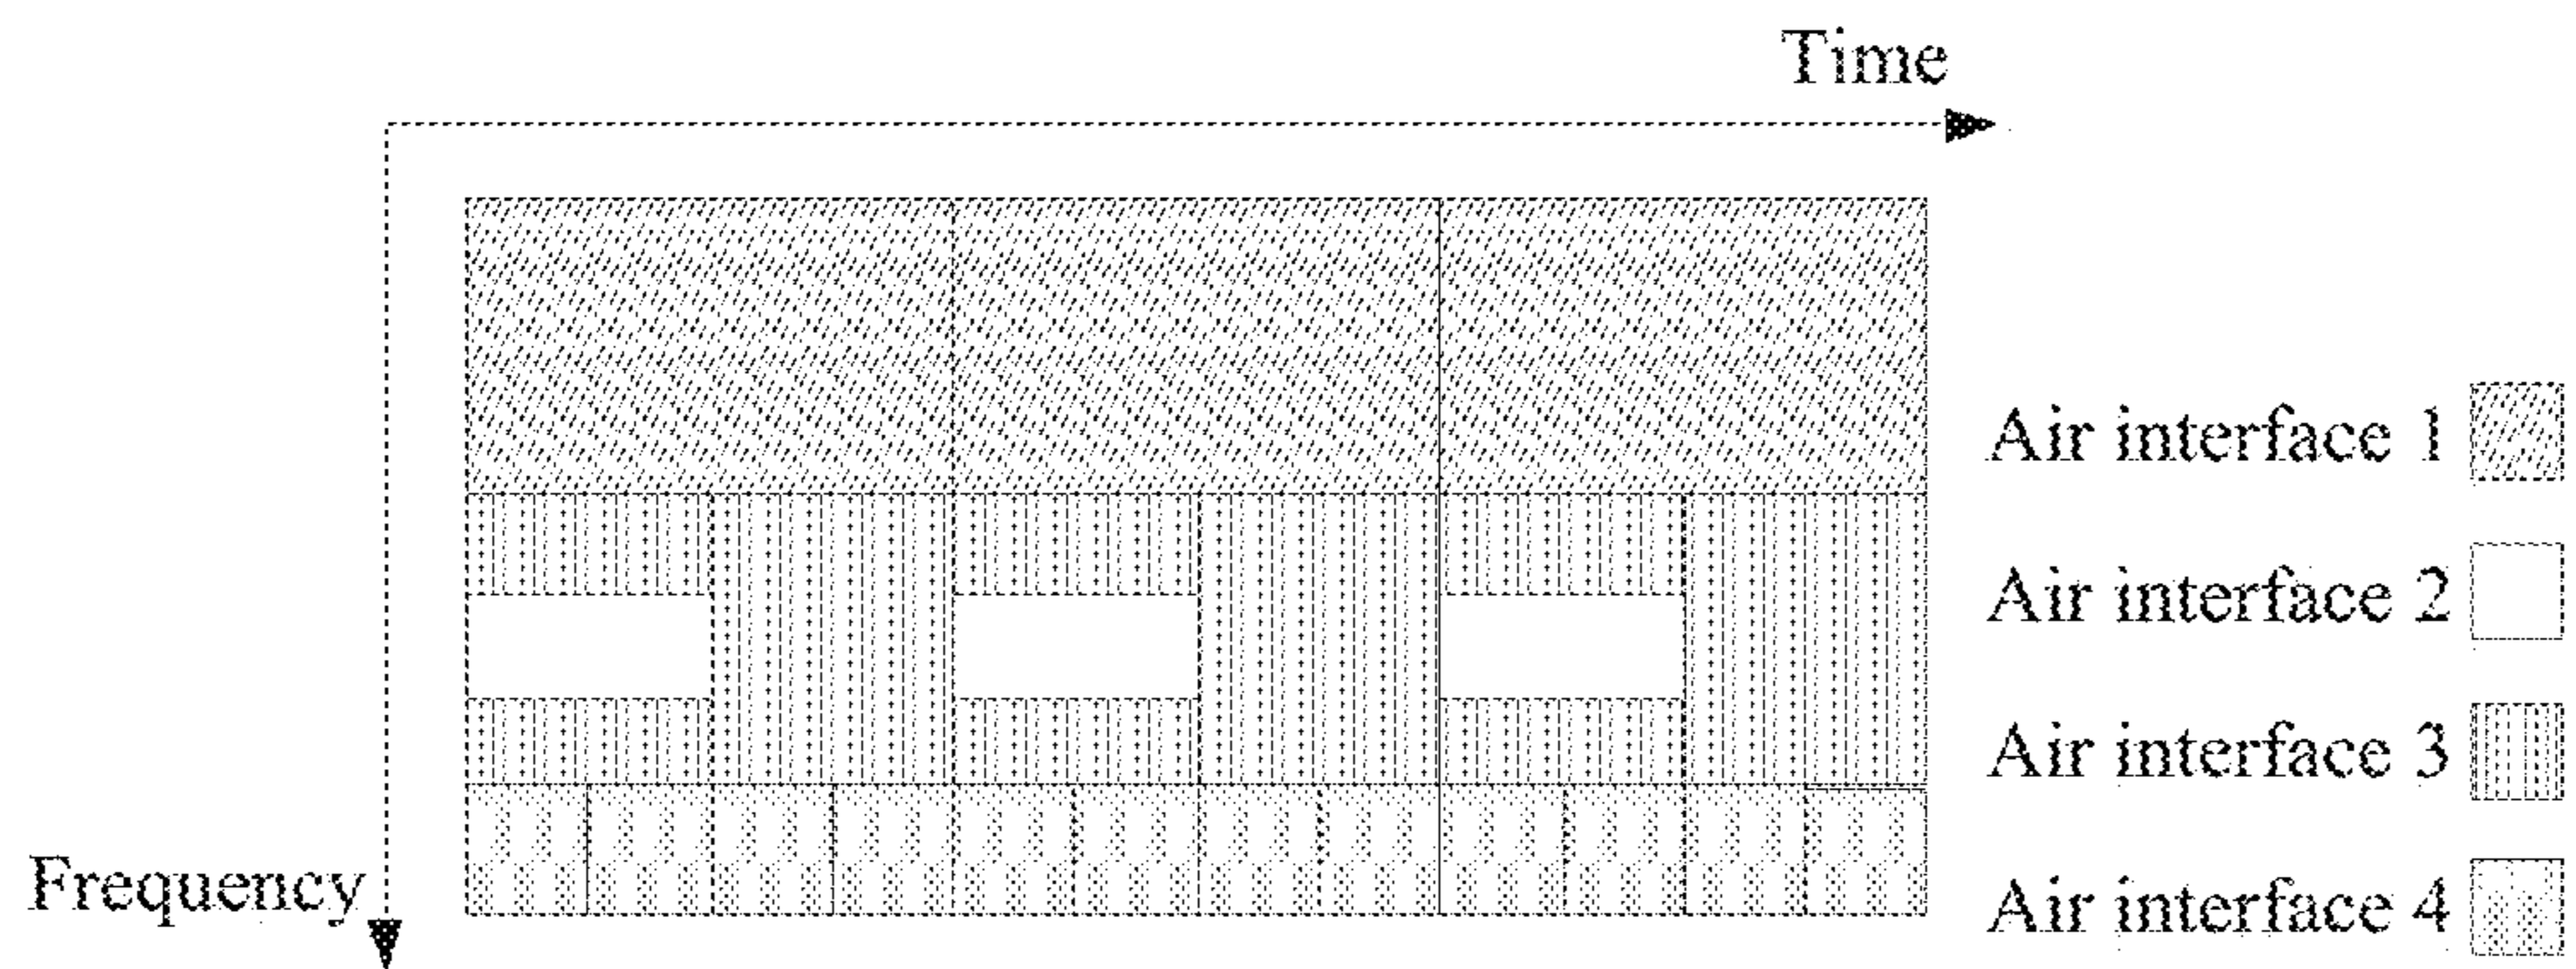 Time
Air interface 1
Air interface 2
Air interface 3
Frequency
Air interface 4